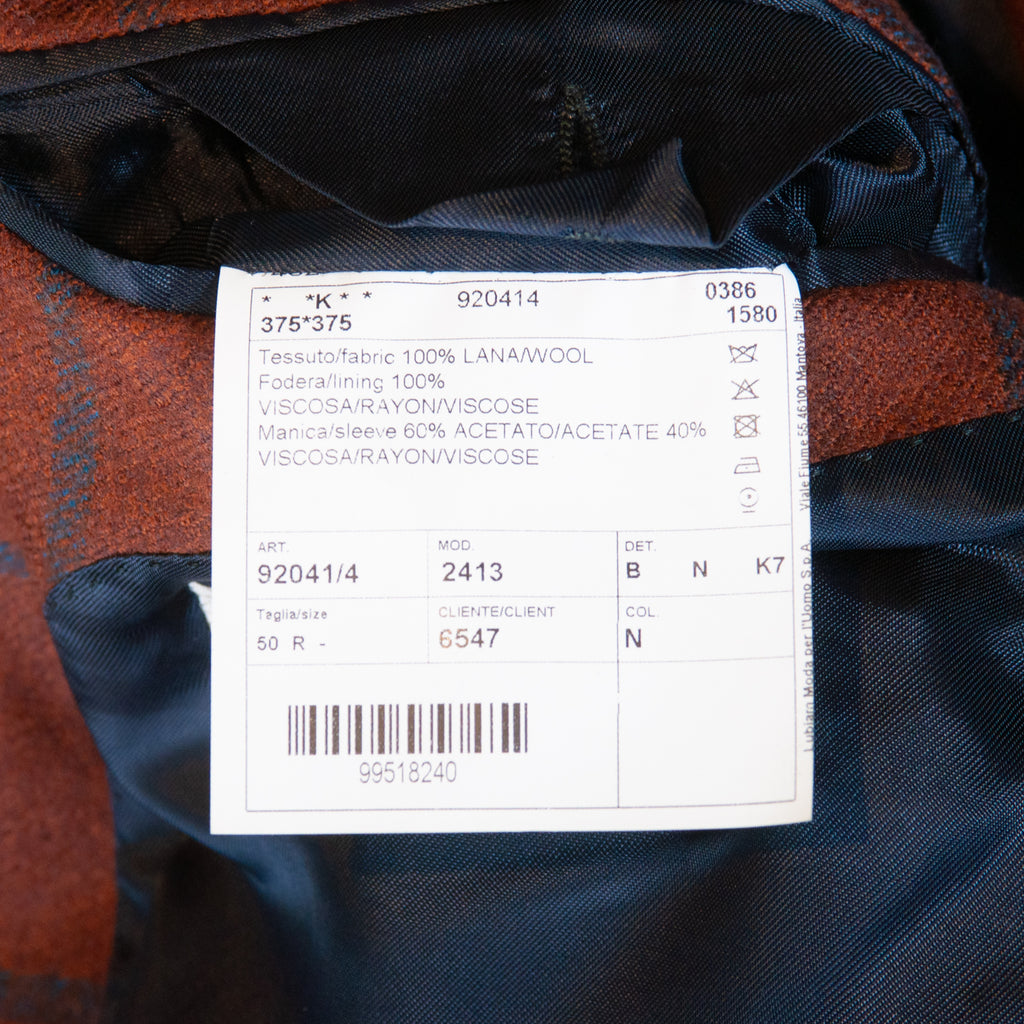 * *K * * 920414 0386
375*375 1580
Tessuto/fabric 100% LANA/WOOL
Fodera/lining 100%
VISCOSA/RAYON/VISCOSE
Manica/sleeve 60% ACETATO/ACETATE 40%
VISCOSA/RAYON/VISCOSE
ART. MOD. DET.
92041/4 2413 B N K7
Taglia/size CLIENTE/CLIENT COL.
50 R - 6547 N
99518240
Lubiam Moda per l'Uomo S.p.A. Viale Fiume 55 46100 Mantova - Italia